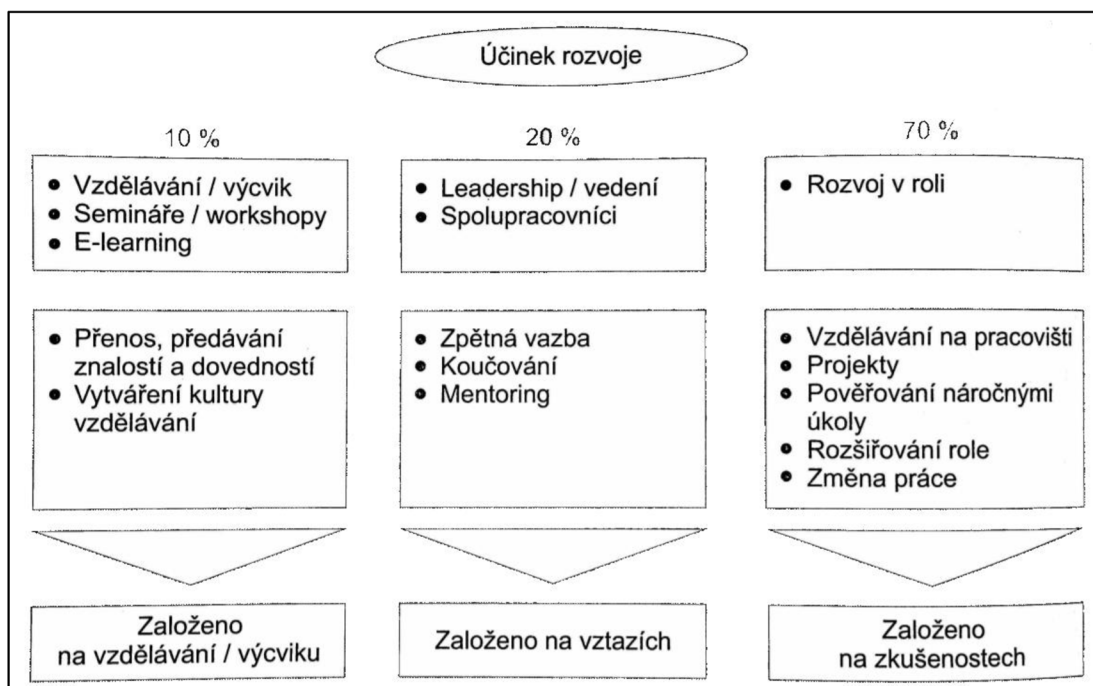 Účinek rozvoje
10 %
Vzdělávání / výcvik
Semináře / workshopy
E-learning
Přenos, předávání
znalostí a dovedností
Vytváření kultury
vzdělávání
Založeno
na vzdělávání / výcviku
20 %
Leadership / vedení
Spolupracovníci
Zpětná vazba
Koučování
Mentoring
Založeno na vztazích
70 %
Rozvoj v roli
Vzdělávání na pracovišti
Projekty
Pověřování náročnými
úkoly
Rozšiřování role
Změna práce
Založeno
na zkušenostech